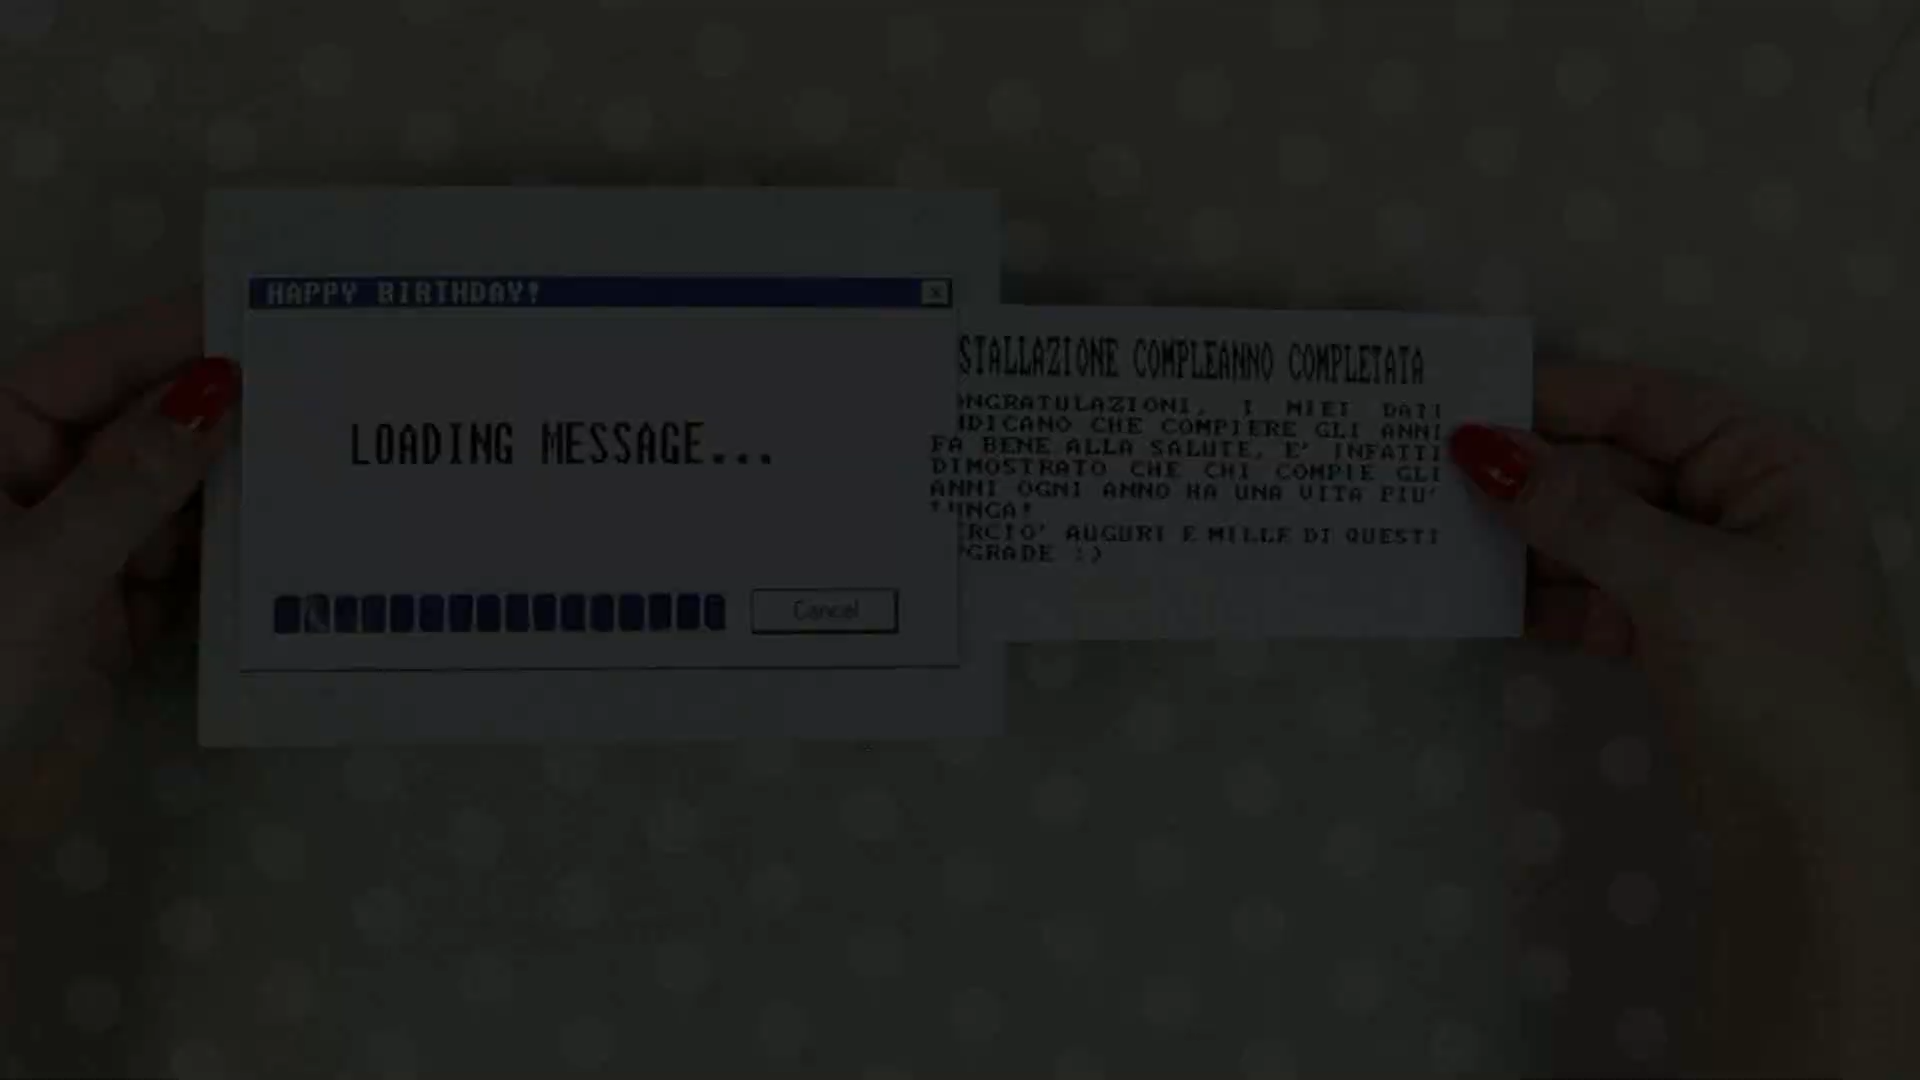 HAPPY BIRTHDAY!
LOADING MESSAGE...
Cancel
STALLAZIONE COMPLEANNO COMPLETATA
ONGRATULAZIONI, I MIEI DATI
DICANO CHE COMPIERE GLI ANNI
FA BENE ALLA SALUTE, E' INFATTI
DIMOSTRATO CHE CHI COMPIE GLI
ANNI OGNI ANNO HA UNA VITA PIU'
UNGA!
RCIO' AUGURI E MILLE DI QUESTI
GRADE :)